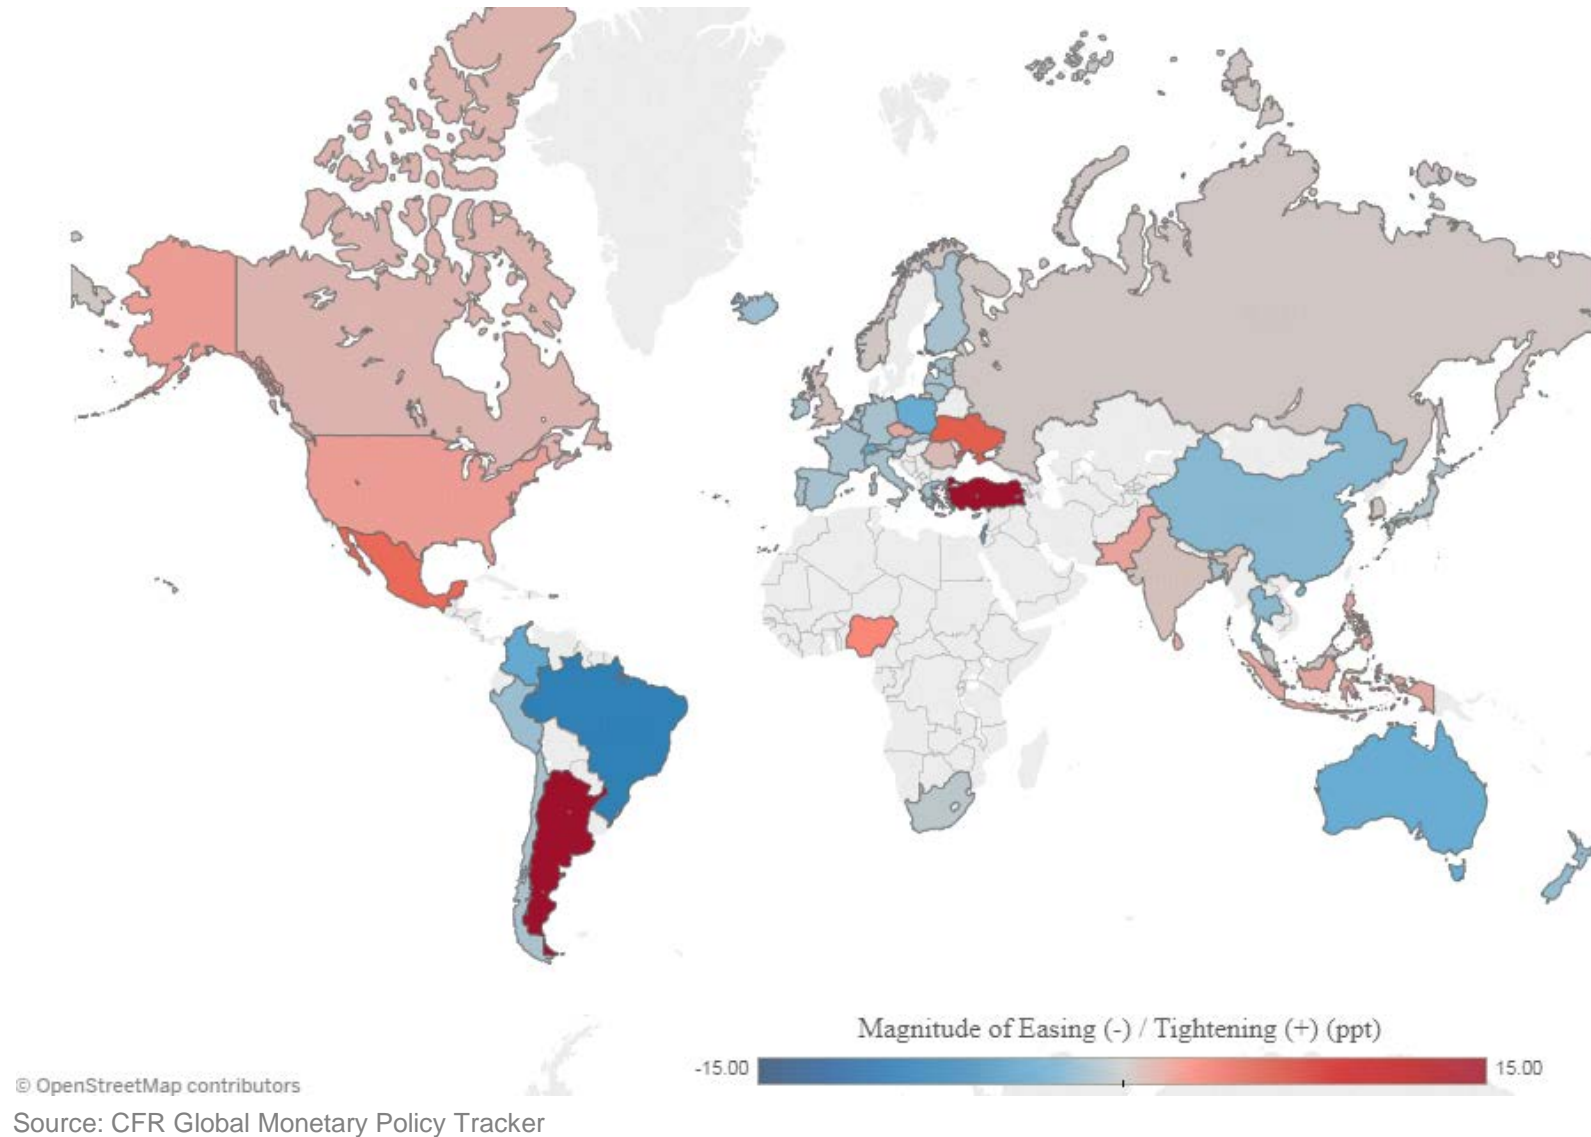 Magnitude of Easing (-) / Tightening (+) (ppt)
-15.00 15.00
© OpenStreetMap contributors
Source: CFR Global Monetary Policy Tracker